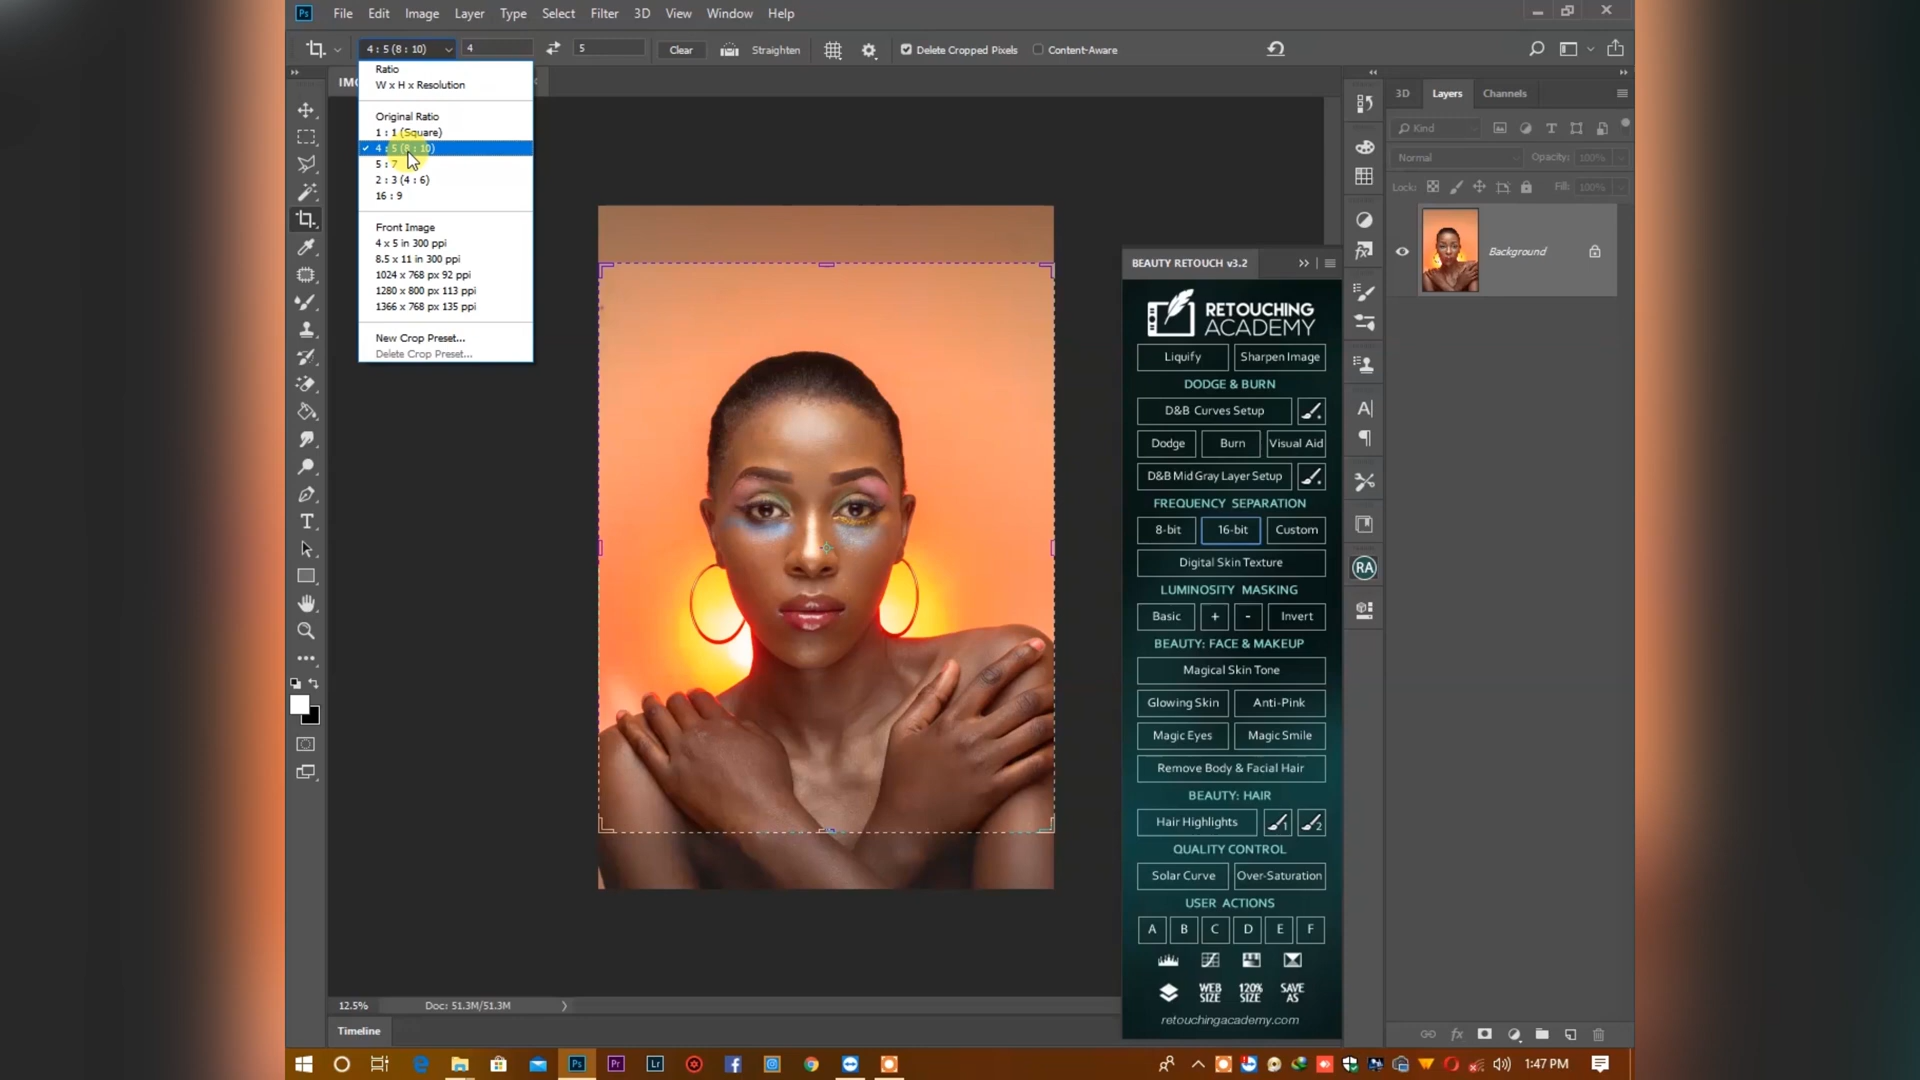 Ps File Edit Image Layer Type Select Filter 3D View Window Help
4 : 5 (8 : 10) 4 5 Clear Straighten Delete Cropped Pixels Content-Aware
IMG
Ratio
W x H x Resolution
Original Ratio
1 : 1 (Square)
4 : 5 (8 : 10)
5 : 7
2 : 3 (4 : 6)
16 : 9
Front Image
4 x 5 in 300 ppi
8.5 x 11 in 300 ppi
1024 x 768 px 92 ppi
1280 x 800 px 113 ppi
1366 x 768 px 135 ppi
New Crop Preset...
Delete Crop Preset...
BEAUTY RETOUCH v3.2
RETOUCHING
ACADEMY
Liquify Sharpen Image
DODGE & BURN
D&B Curves Setup
Dodge Burn Visual Aid
D&B Mid Gray Layer Setup
FREQUENCY SEPARATION
8-bit 16-bit Custom
Digital Skin Texture
LUMINOSITY MASKING
Basic + - Invert
BEAUTY: FACE & MAKEUP
Magical Skin Tone
Glowing Skin Anti-Pink
Magic Eyes Magic Smile
Remove Body & Facial Hair
BEAUTY: HAIR
Hair Highlights 1 2
QUALITY CONTROL
Solar Curve Over-Saturation
USER ACTIONS
A B C D E F
WEB SIZE 120% SIZE SAVE AS
retouchingacademy.com
RA
3D Layers Channels
Kind
Normal Opacity: 100%
Lock: Fill: 100%
Background
fx
12.5% Doc: 51.3M/51.3M
Timeline
Ps Pr Lr 1:47 PM